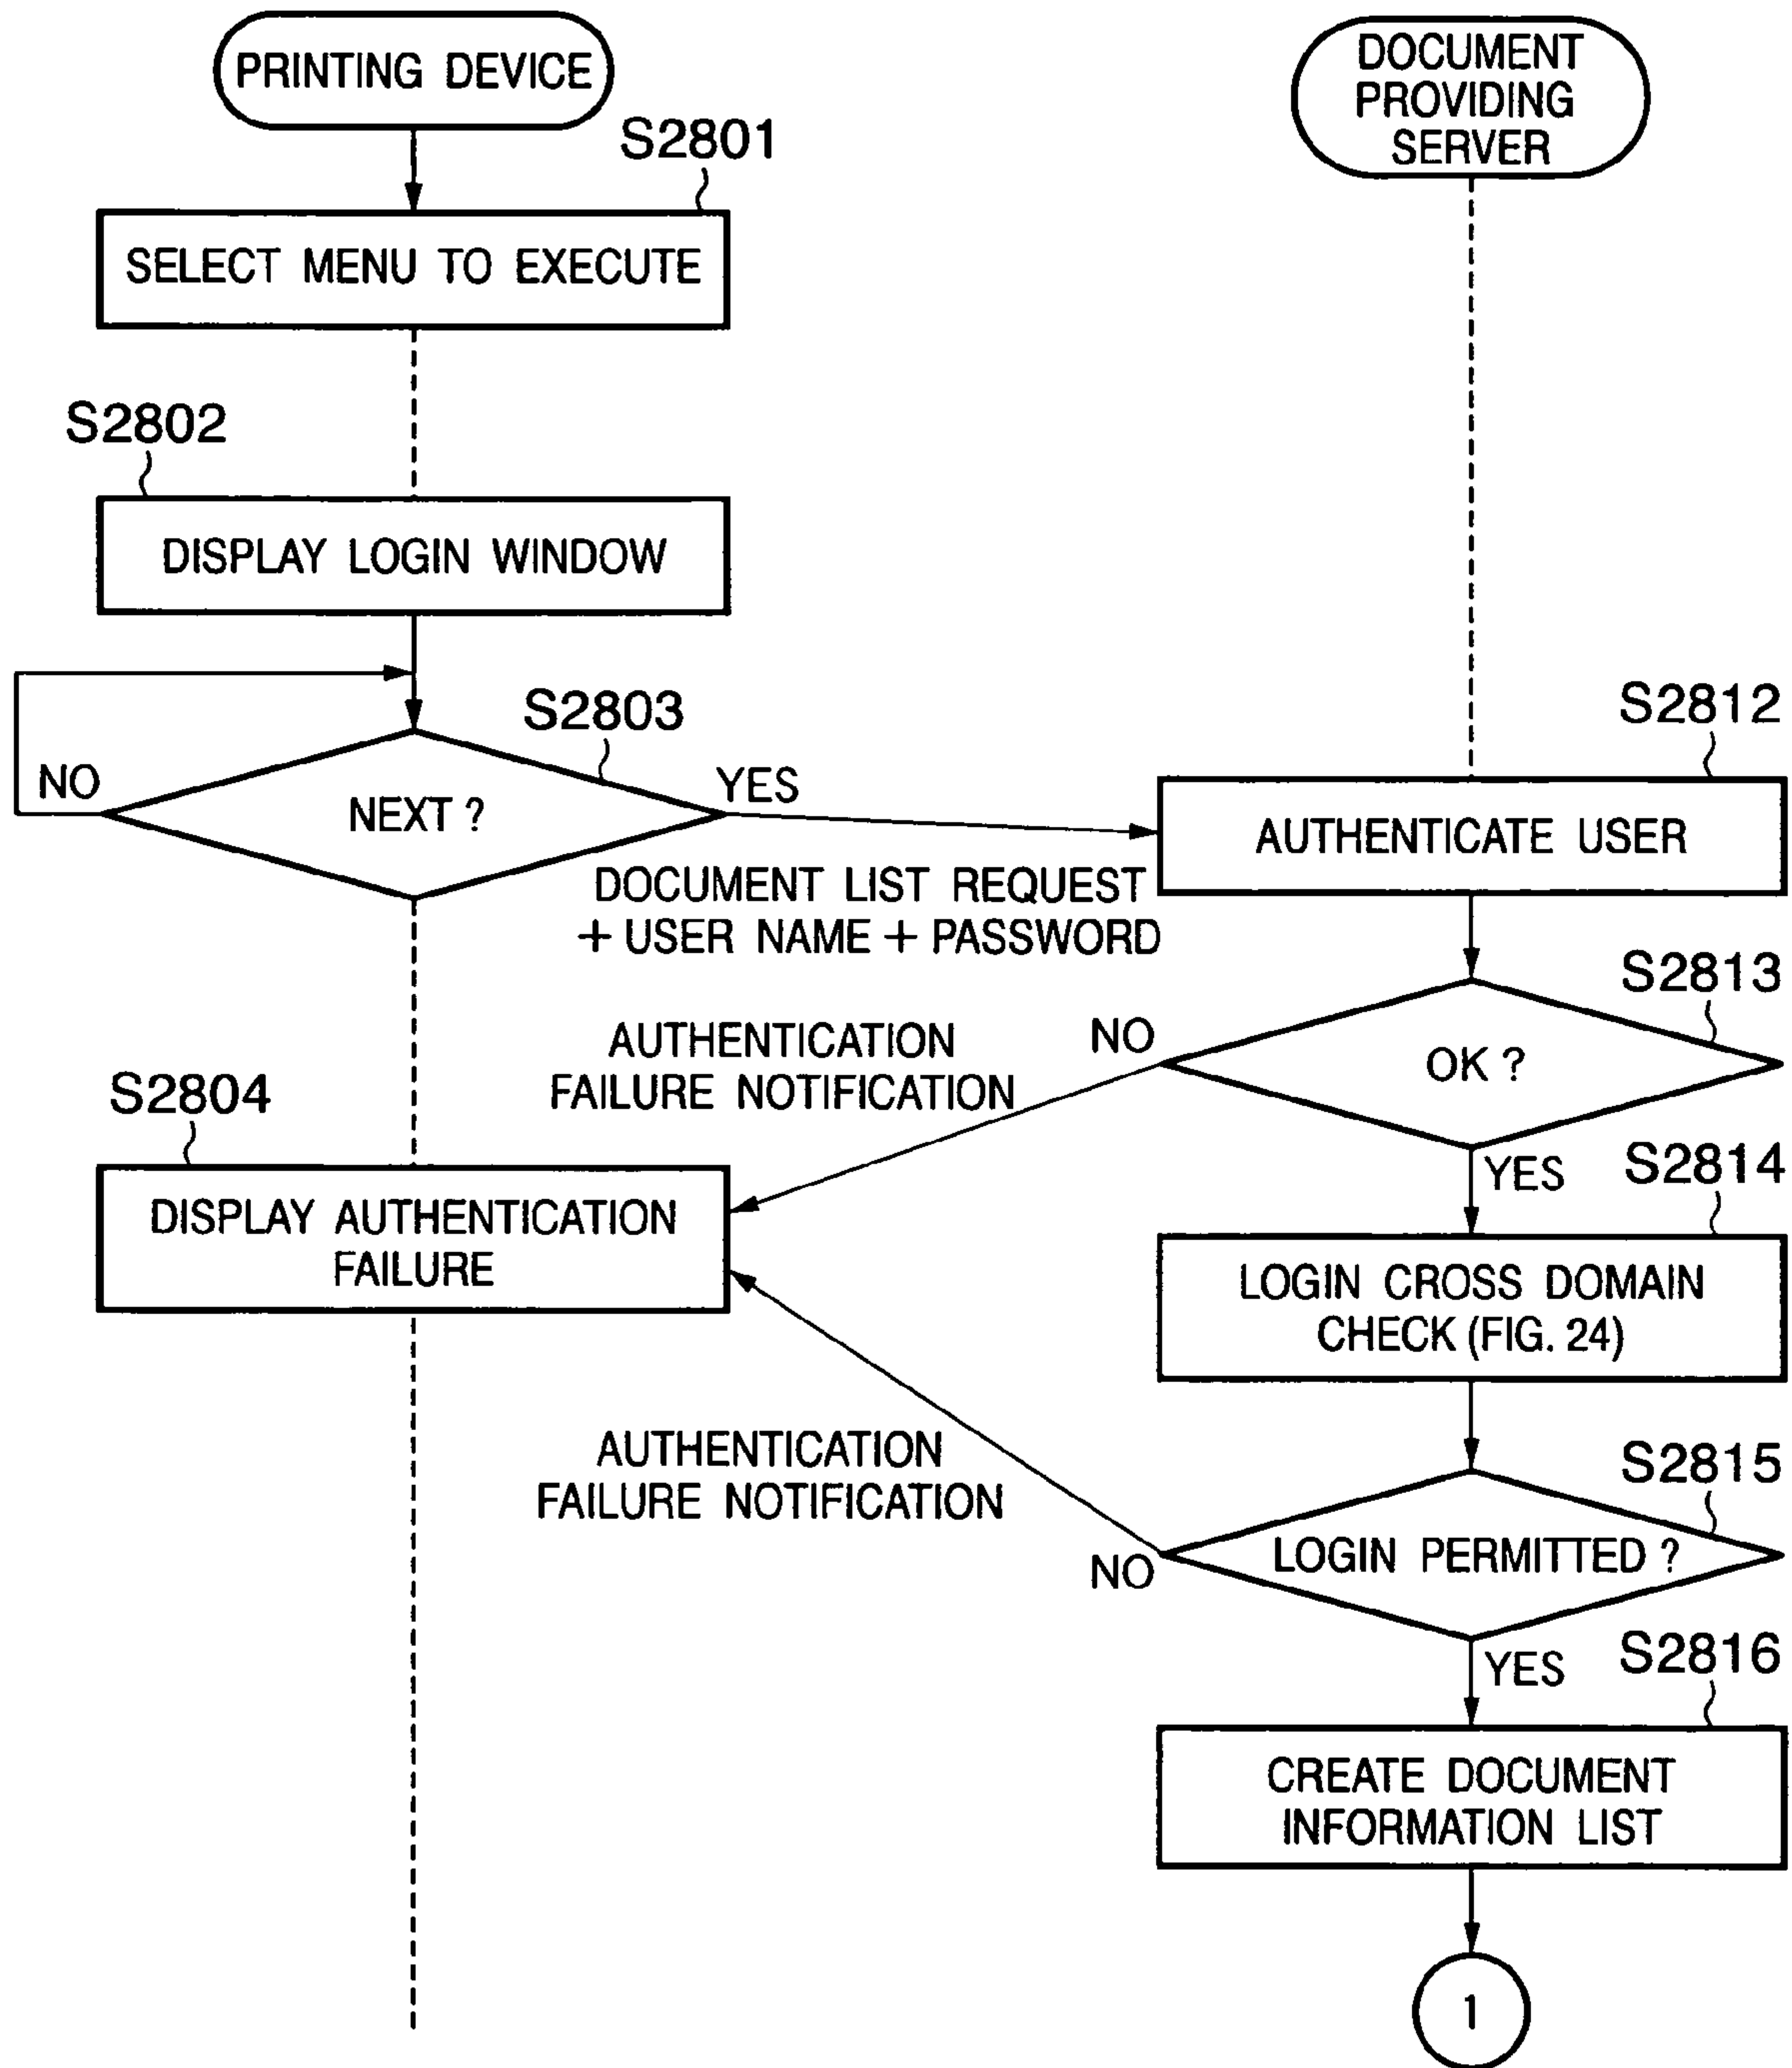 PRINTING DEVICE
DOCUMENT
PROVIDING
SERVER
S2801
SELECT MENU TO EXECUTE
S2802
DISPLAY LOGIN WINDOW
S2803
NO
NEXT ?
YES
DOCUMENT LIST REQUEST
+ USER NAME + PASSWORD
S2812
AUTHENTICATE USER
S2813
OK ?
NO
AUTHENTICATION
FAILURE NOTIFICATION
S2804
DISPLAY AUTHENTICATION
FAILURE
YES
S2814
LOGIN CROSS DOMAIN
CHECK (FIG. 24)
S2815
LOGIN PERMITTED ?
NO
AUTHENTICATION
FAILURE NOTIFICATION
YES
S2816
CREATE DOCUMENT
INFORMATION LIST
1